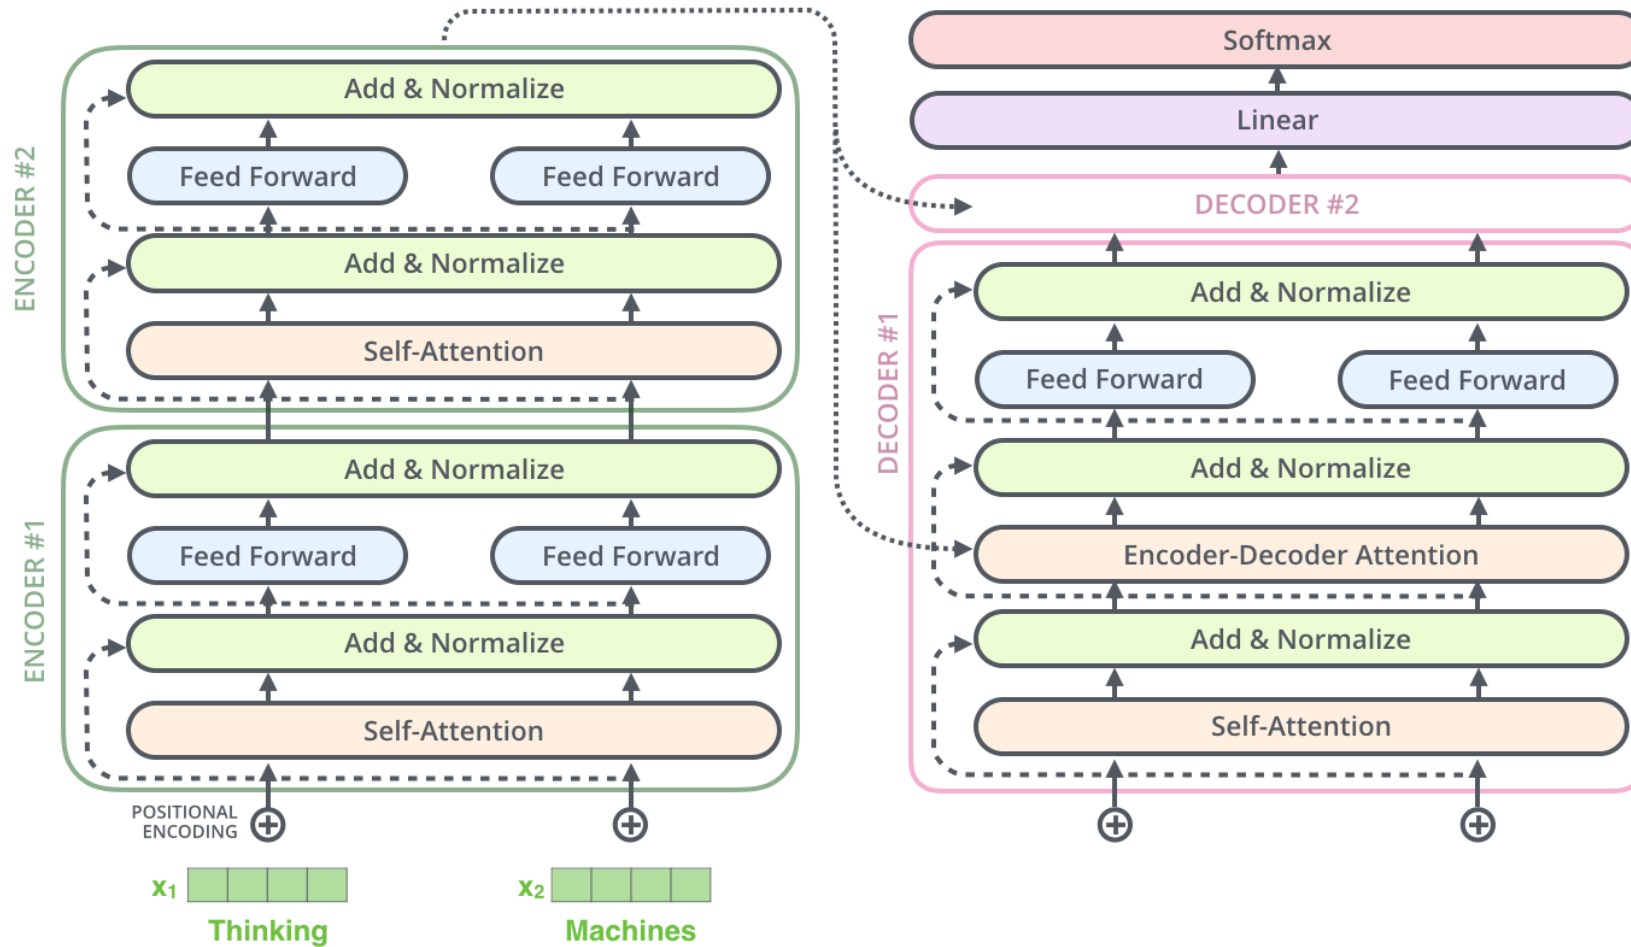 ENCODER #2
Add & Normalize
Feed Forward
Feed Forward
Add & Normalize
Self-Attention
ENCODER #1
Add & Normalize
Feed Forward
Feed Forward
Add & Normalize
Self-Attention
POSITIONAL
ENCODING
x₁
x₂
Thinking
Machines
Softmax
Linear
DECODER #2
DECODER #1
Add & Normalize
Feed Forward
Feed Forward
Add & Normalize
Encoder-Decoder Attention
Add & Normalize
Self-Attention